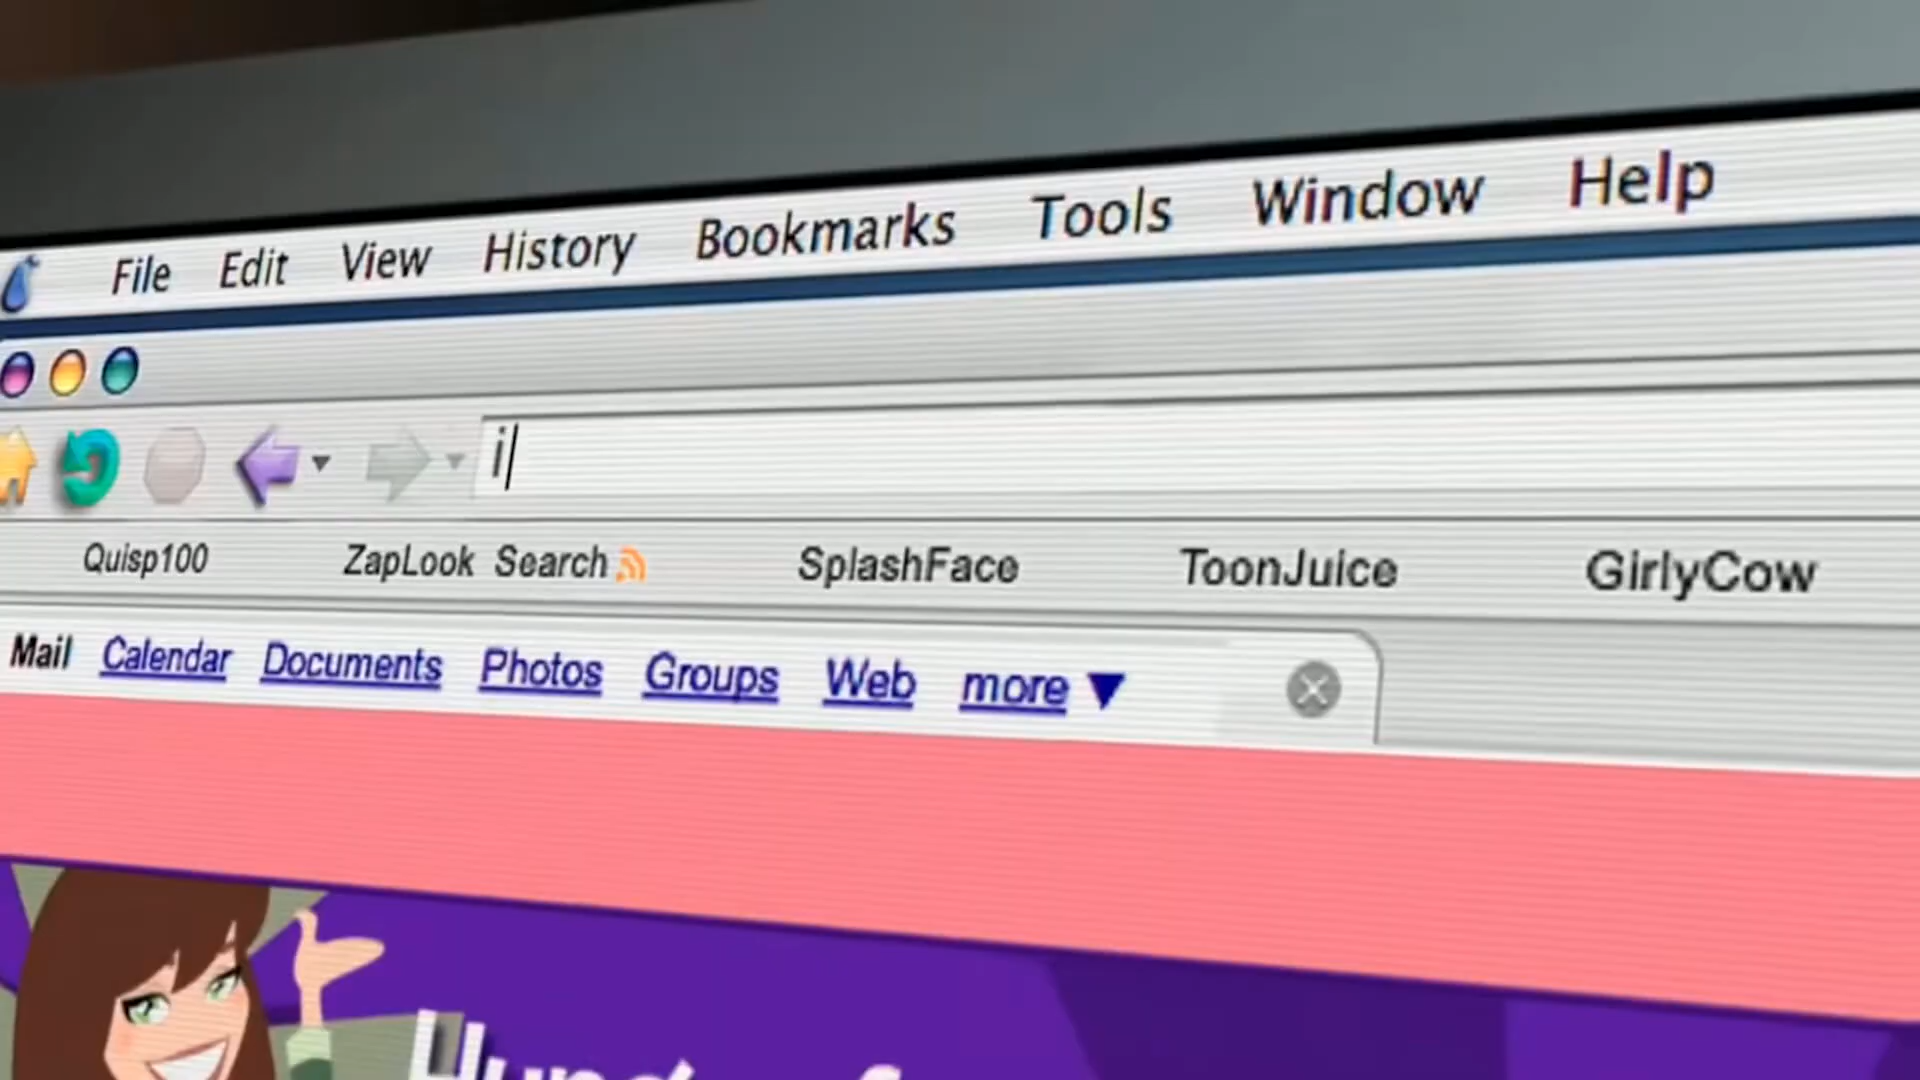 File Edit View History Bookmarks Tools Window Help
i
Quisp100 ZapLook Search SplashFace ToonJuice GirlyCow
Mail Calendar Documents Photos Groups Web more